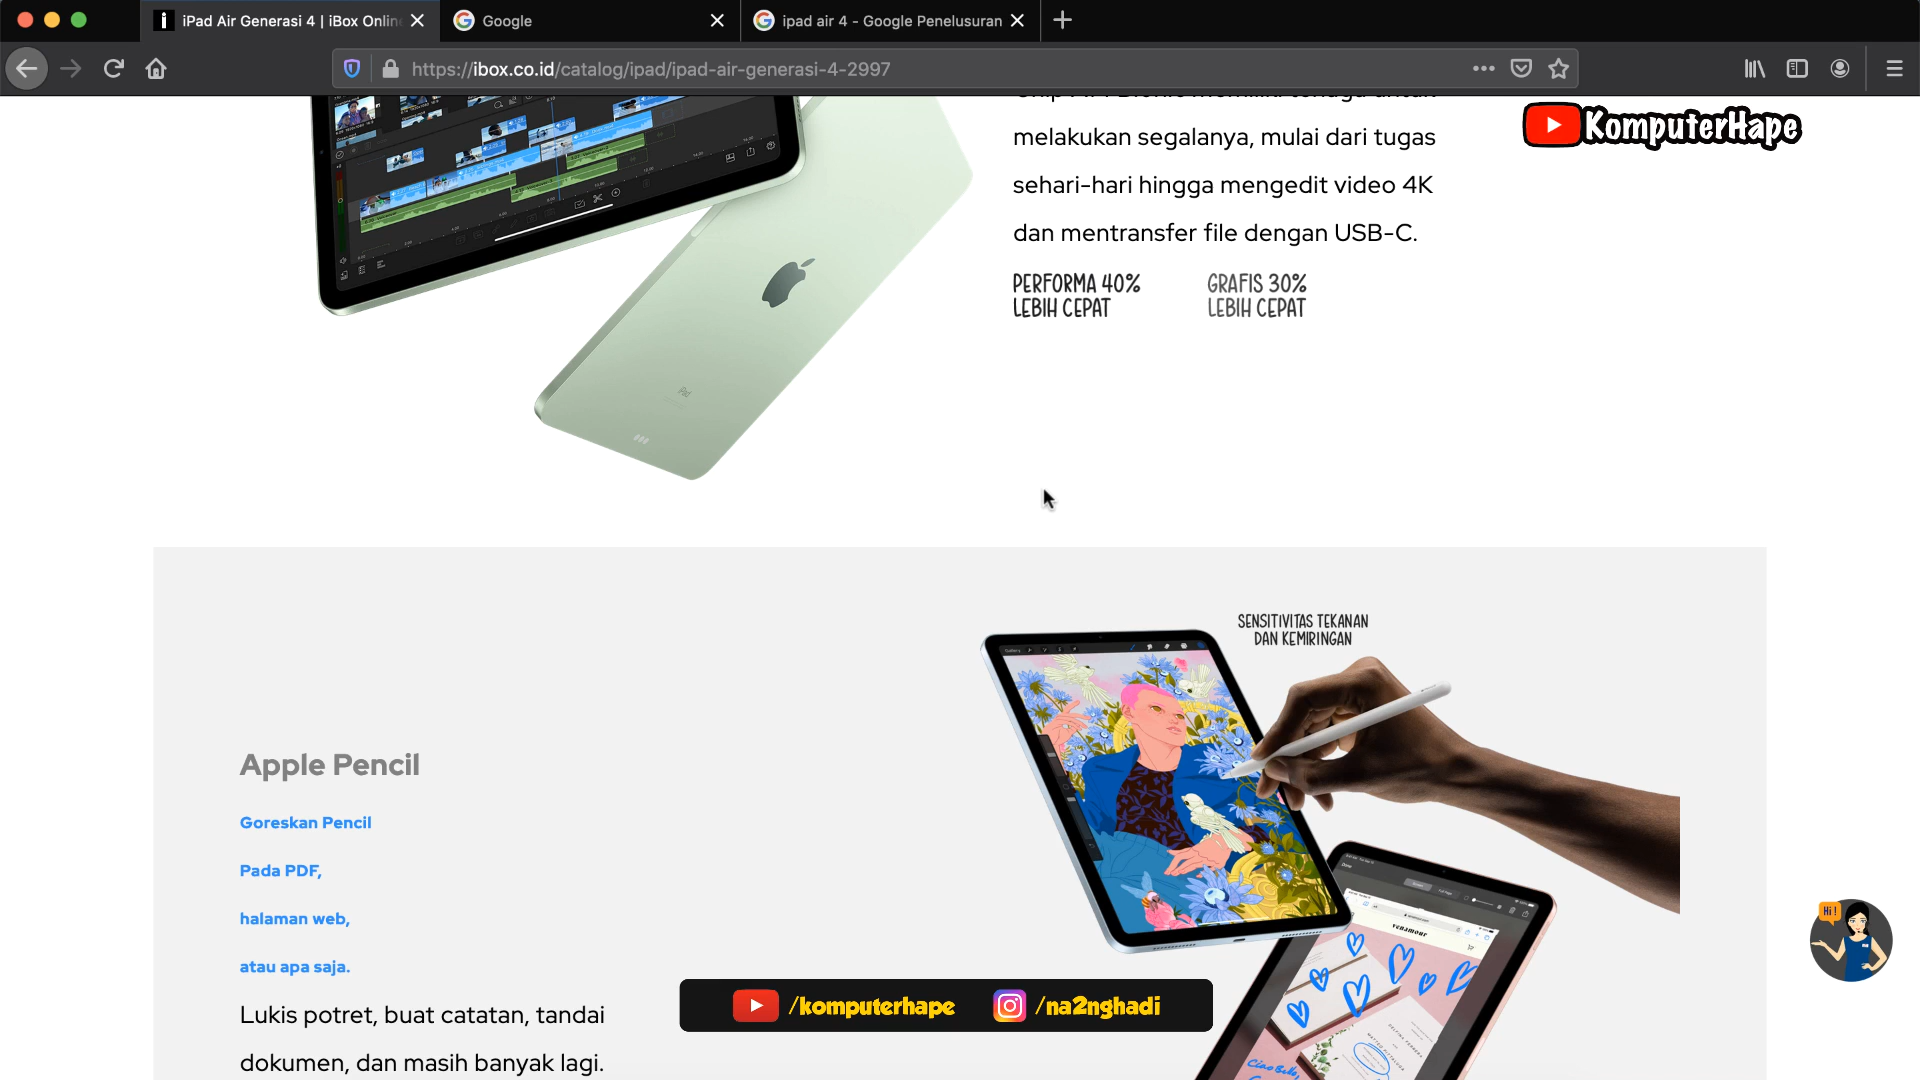 iPad Air Generasi 4 | iBox Onlin
Google
ipad air 4 - Google Penelusuran
https://ibox.co.id/catalog/ipad/ipad-air-generasi-4-2997
KomputerHape
melakukan segalanya, mulai dari tugas
sehari-hari hingga mengedit video 4K
dan mentransfer file dengan USB-C.
PERFORMA 40%
LEBIH CEPAT
GRAFIS 30%
LEBIH CEPAT
iPad
SENSITIVITAS TEKANAN
DAN KEMIRINGAN
Apple Pencil
Goreskan Pencil
Pada PDF,
halaman web,
atau apa saja.
Lukis potret, buat catatan, tandai
dokumen, dan masih banyak lagi.
venamour
Hi!
/komputerhape
/na2nghadi